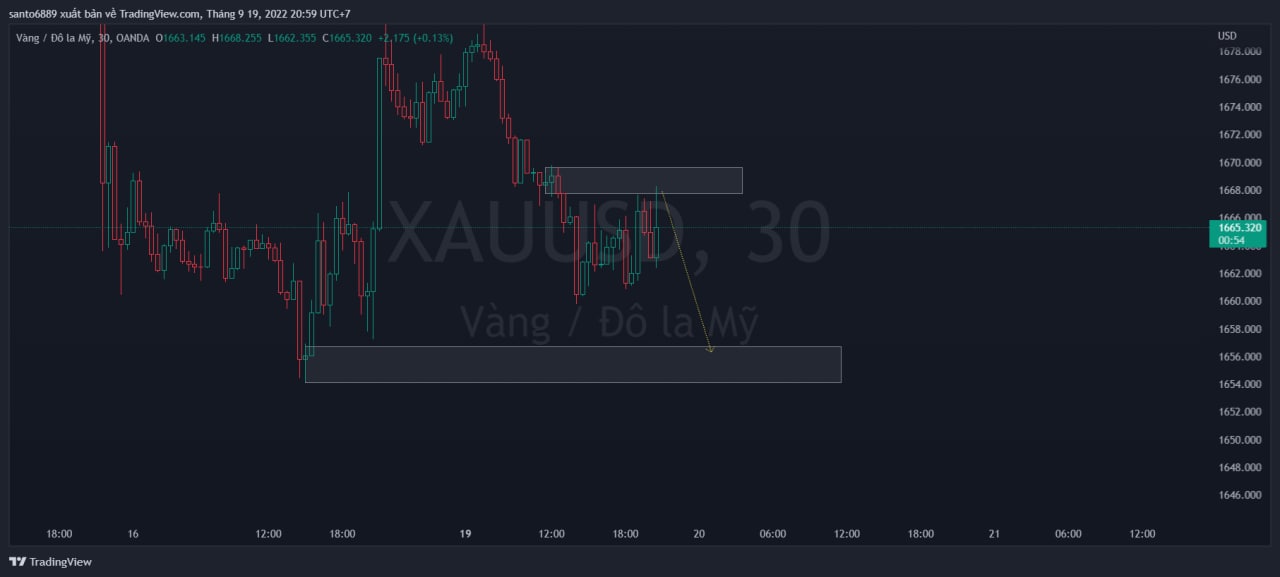 santo6889 xuất bản về TradingView.com, Tháng 9 19, 2022 20:59 UTC+7
Vàng / Đô la Mỹ, 30, OANDA O1663.145 H1668.255 L1662.355 C1665.320 +2.175 (+0.13%)
USD
1678.000
1676.000
1674.000
1672.000
1670.000
1668.000
1666.000
1665.320
00:54
1664.000
1662.000
1660.000
1658.000
1656.000
1654.000
1652.000
1650.000
1648.000
1646.000
XAUUSD, 30
Vàng / Đô la Mỹ
18:00 16 12:00 18:00 19 12:00 18:00 20 06:00 12:00 18:00 21 06:00 12:00
TradingView